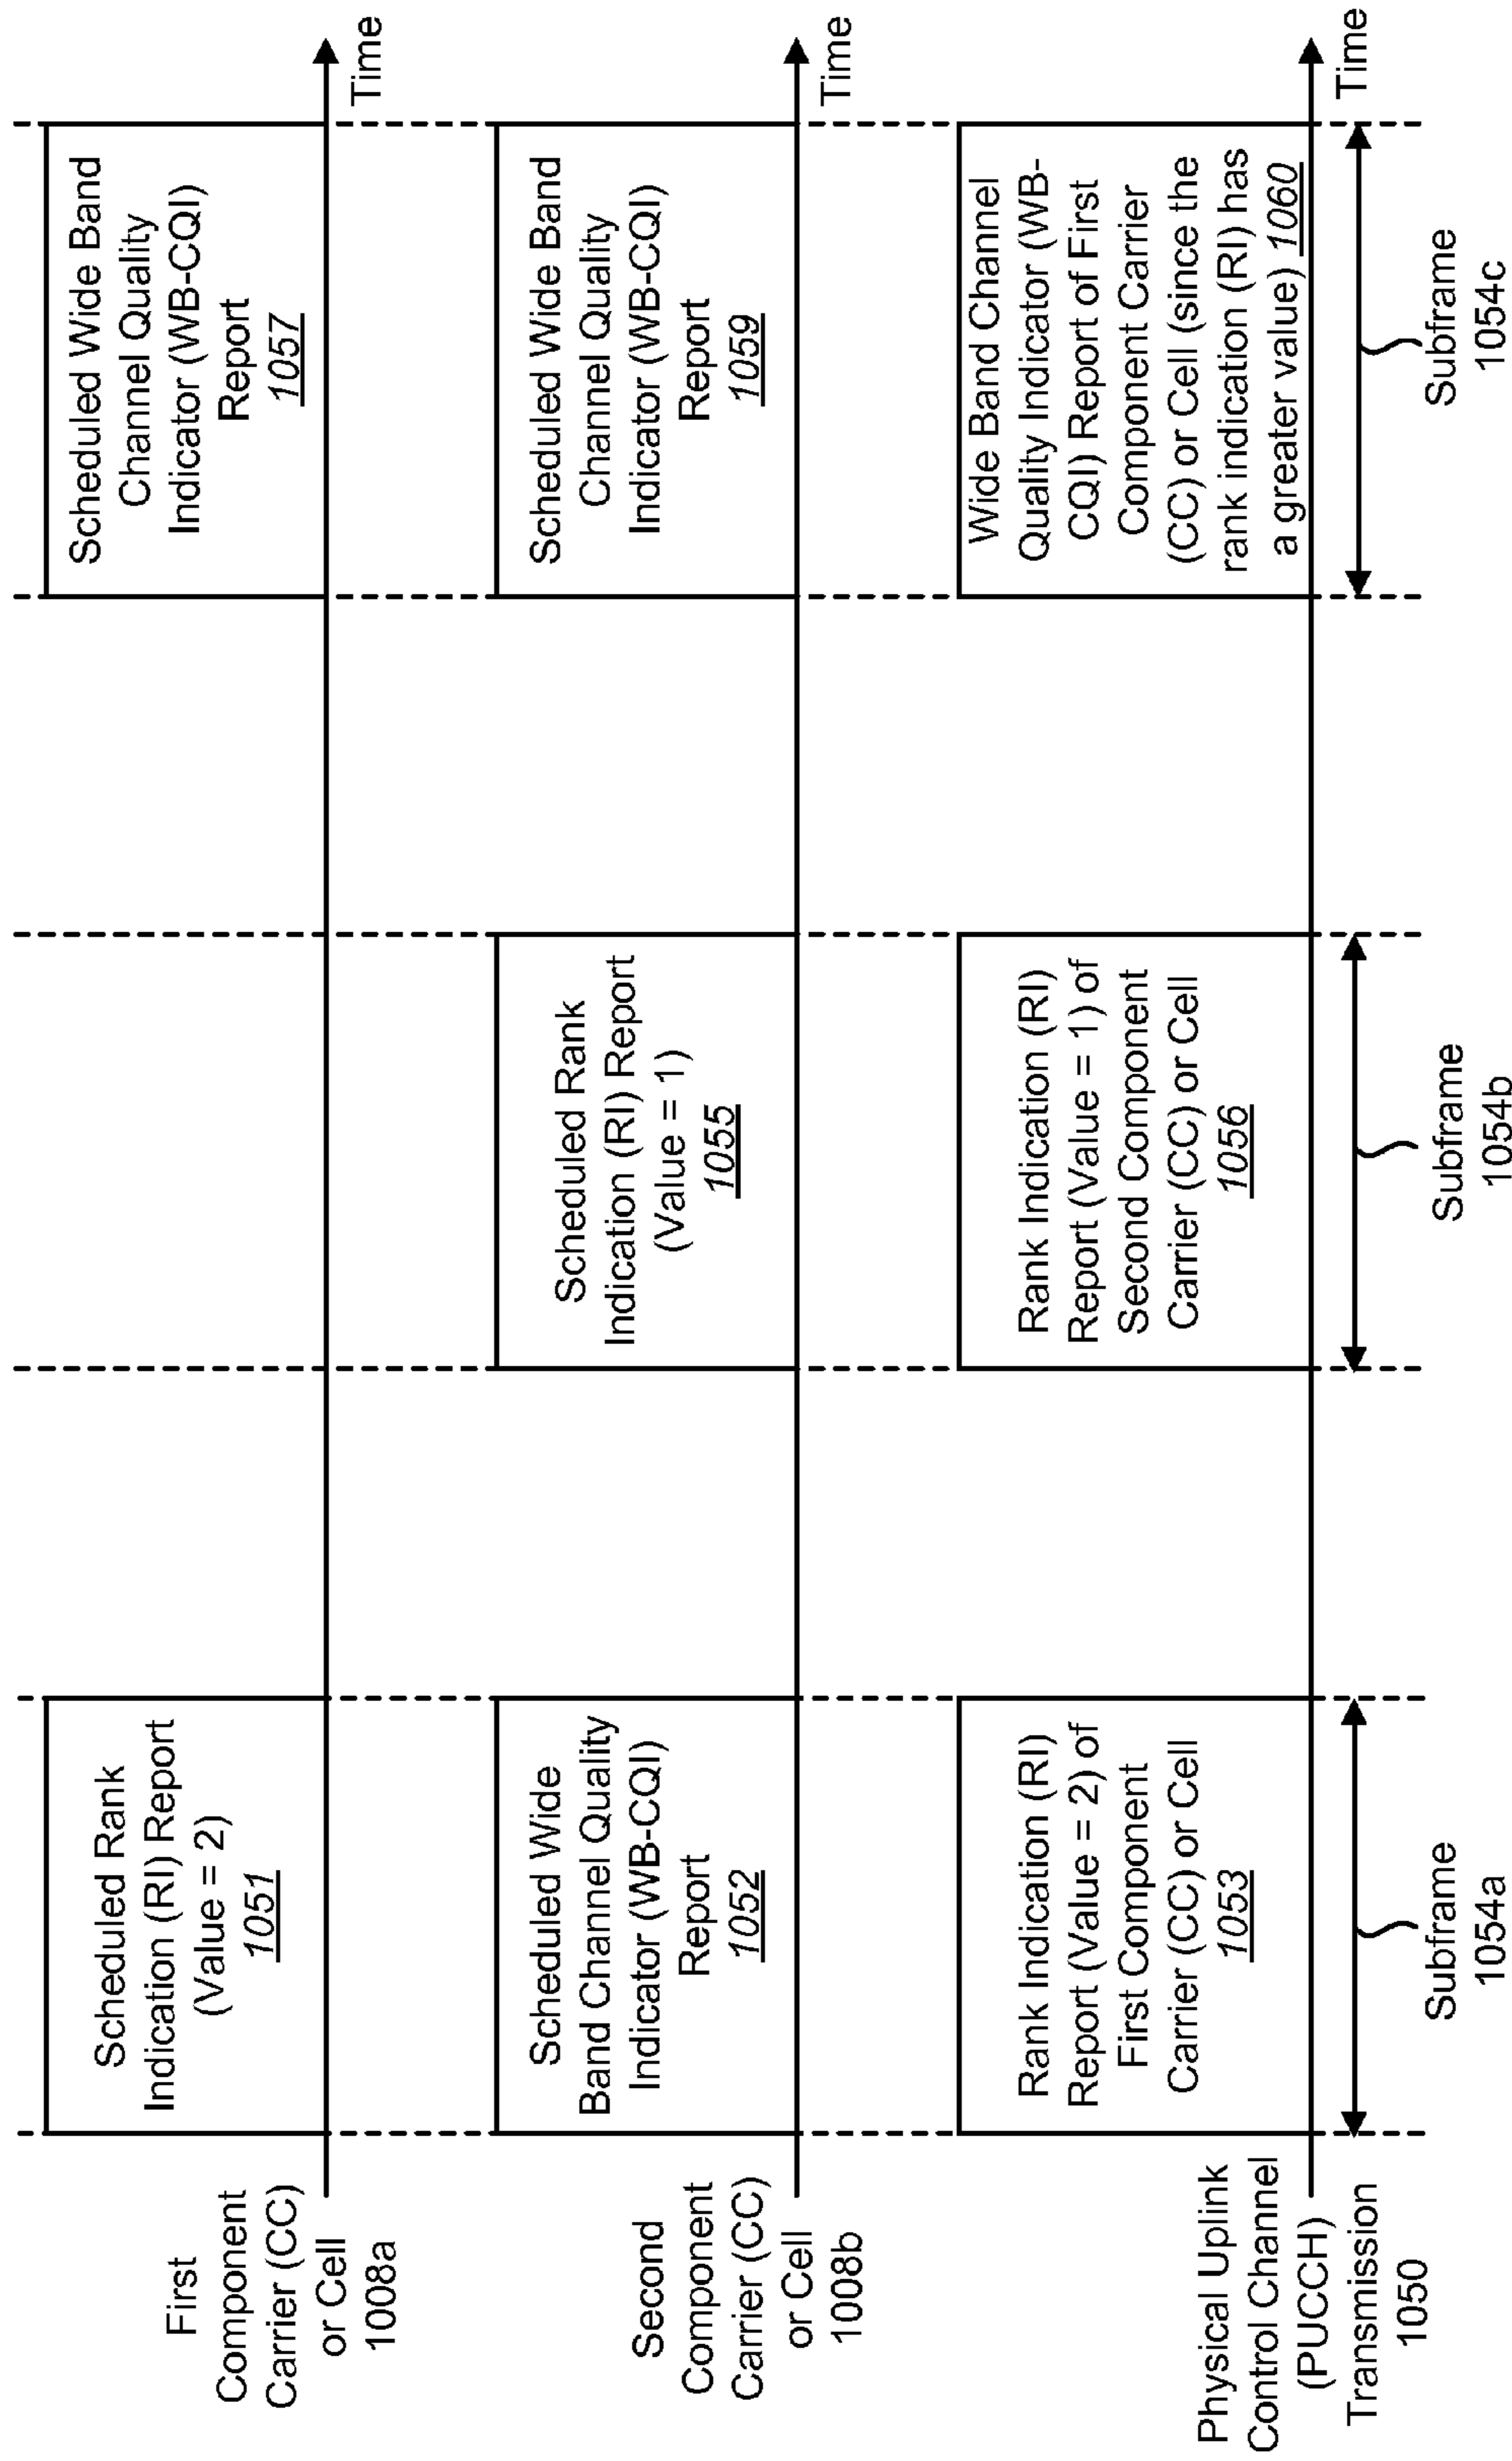 First
Component
Carrier (CC)
or Cell
1008a
Scheduled Rank
Indication (RI) Report
(Value = 2)
1051
Scheduled Wide Band
Channel Quality
Indicator (WB-CQI)
Report
1057
Time
Second
Component
Carrier (CC)
or Cell
1008b
Scheduled Wide
Band Channel Quality
Indicator (WB-CQI)
Report
1052
Scheduled Rank
Indication (RI) Report
(Value = 1)
1055
Scheduled Wide Band
Channel Quality
Indicator (WB-CQI)
Report
1059
Time
Physical Uplink
Control Channel
(PUCCH)
Transmission
1050
Rank Indication (RI)
Report (Value = 2) of
First Component
Carrier (CC) or Cell
1053
Rank Indication (RI)
Report (Value = 1) of
Second Component
Carrier (CC) or Cell
1056
Wide Band Channel
Quality Indicator (WB-
CQI) Report of First
Component Carrier
(CC) or Cell (since the
rank indication (RI) has
a greater value) 1060
Time
Subframe
1054a
Subframe
1054b
Subframe
1054c